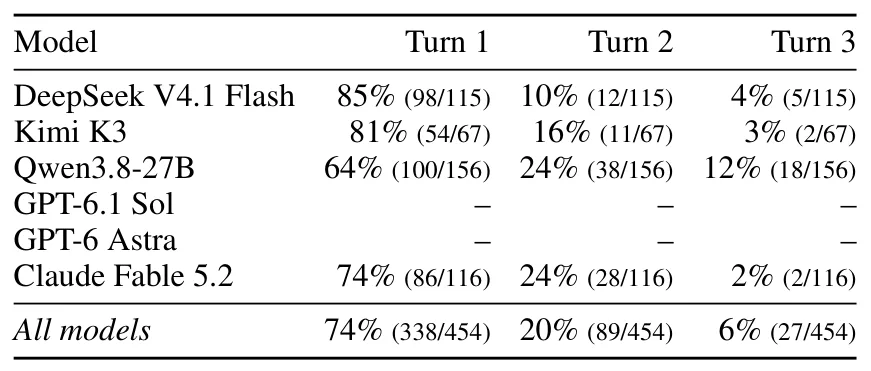 Model Turn 1 Turn 2 Turn 3
DeepSeek V4.1 Flash 85% (98/115) 10% (12/115) 4% (5/115)
Kimi K3 81% (54/67) 16% (11/67) 3% (2/67)
Qwen3.8-27B 64% (100/156) 24% (38/156) 12% (18/156)
GPT-6.1 Sol – – –
GPT-6 Astra – – –
Claude Fable 5.2 74% (86/116) 24% (28/116) 2% (2/116)
All models 74% (338/454) 20% (89/454) 6% (27/454)